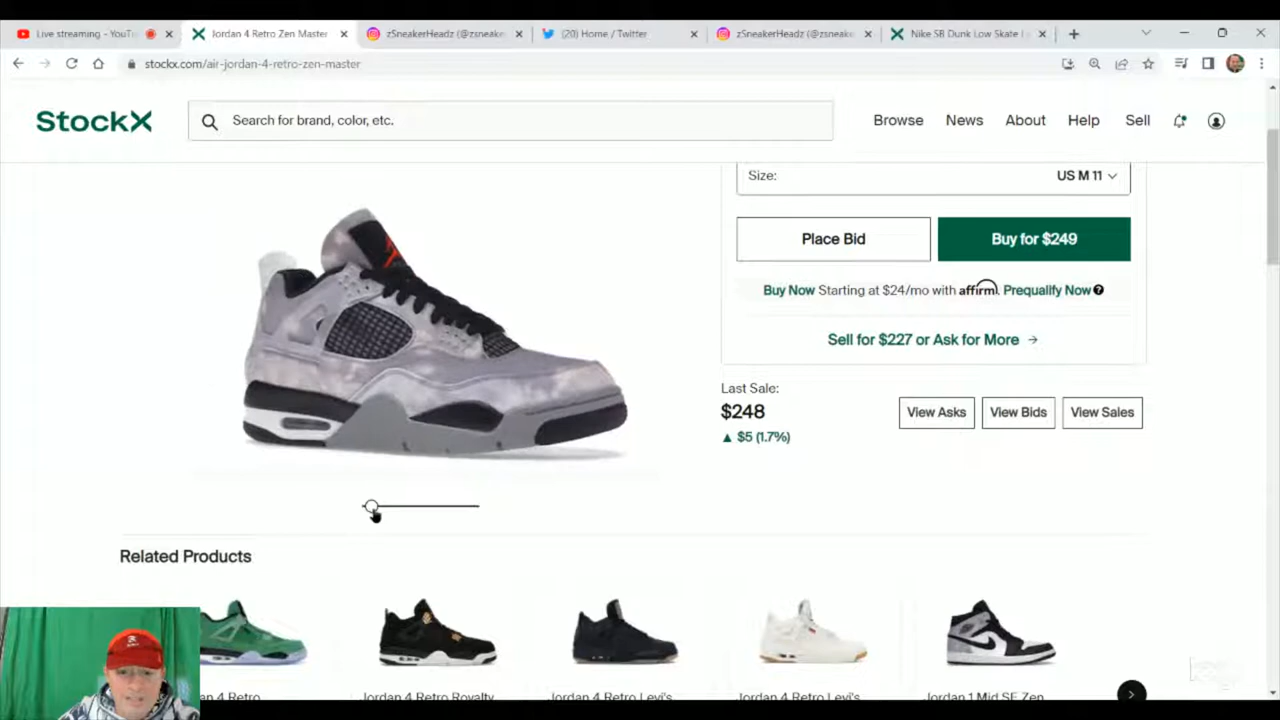 Live streaming - YouTu
Jordan 4 Retro Zen Master
zSneakerHeadz (@zsneake
(20) Home / Twitter
zSneakerHeadz (@zsneake
Nike SB Dunk Low Skate L
stockx.com/air-jordan-4-retro-zen-master
StockX
Search for brand, color, etc.
Browse
News
About
Help
Sell
Size:
US M 11
Place Bid
Buy for $249
Buy Now Starting at $24/mo with affirm. Prequalify Now
Sell for $227 or Ask for More
Last Sale:
$248
▲ $5 (1.7%)
View Asks
View Bids
View Sales
Related Products
4 Retro
Jordan 4 Retro Royalty
Jordan 4 Retro Levi's
Jordan 4 Retro Levi's
Jordan 1 Mid SE Zen